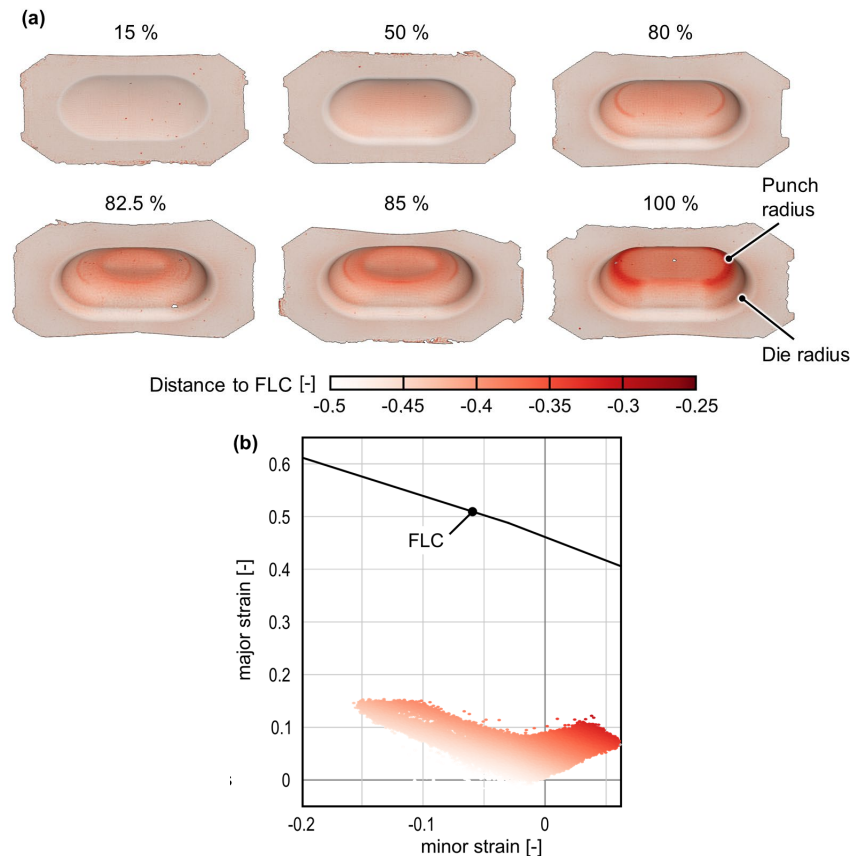 (a)
15 %
50 %
80 %
82.5 %
85 %
100 %
Punch
radius
Die radius
Distance to FLC [-]
-0.5
-0.45
-0.4
-0.35
-0.3
-0.25
(b)
0.6
0.5
0.4
0.3
0.2
0.1
0
FLC
major strain [-]
-0.2
-0.1
0
minor strain [-]